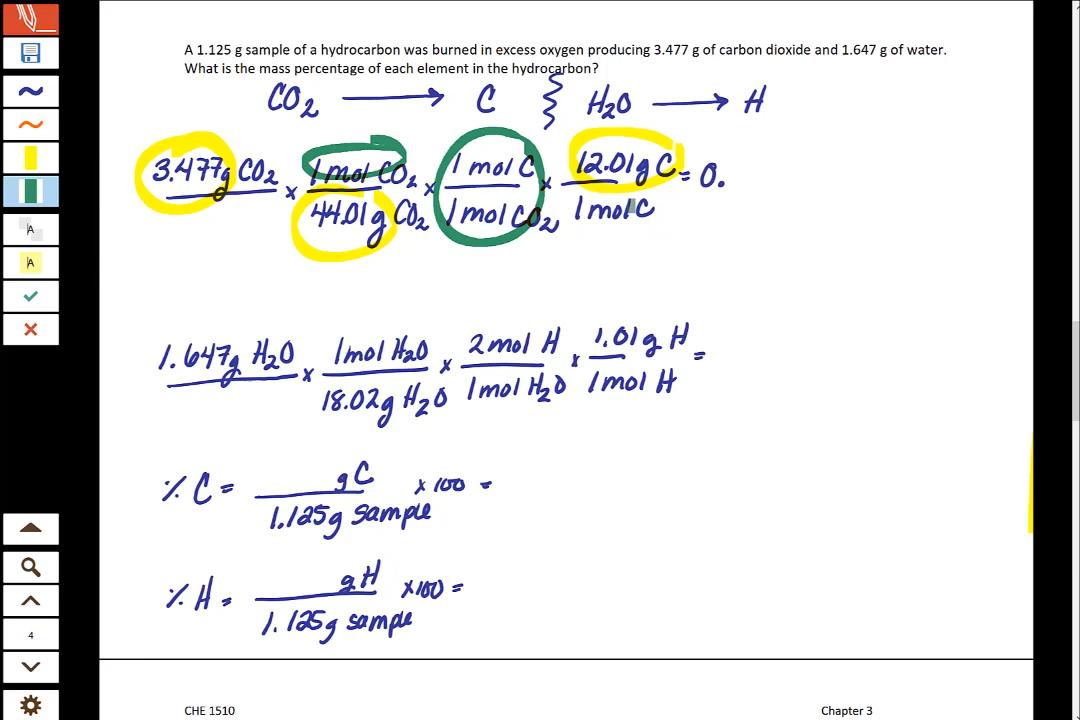 A 1.125 g sample of a hydrocarbon was burned in excess oxygen producing 3.477 g of carbon dioxide and 1.647 g of water.
What is the mass percentage of each element in the hydrocarbon?
CO2 ⟶ C H2O ⟶ H
3.477g CO2 × 1 mol CO2 / 44.01 g CO2 × 1 mol C / 1 mol CO2 × 12.01g C / 1 mol C = 0.
1.647g H2O × 1 mol H2O / 18.02g H2O × 2 mol H / 1 mol H2O × 1.01g H / 1 mol H =
% C = g C / 1.125g sample × 100 =
% H = g H / 1.125g sample × 100 =
A
A
4
CHE 1510 Chapter 3